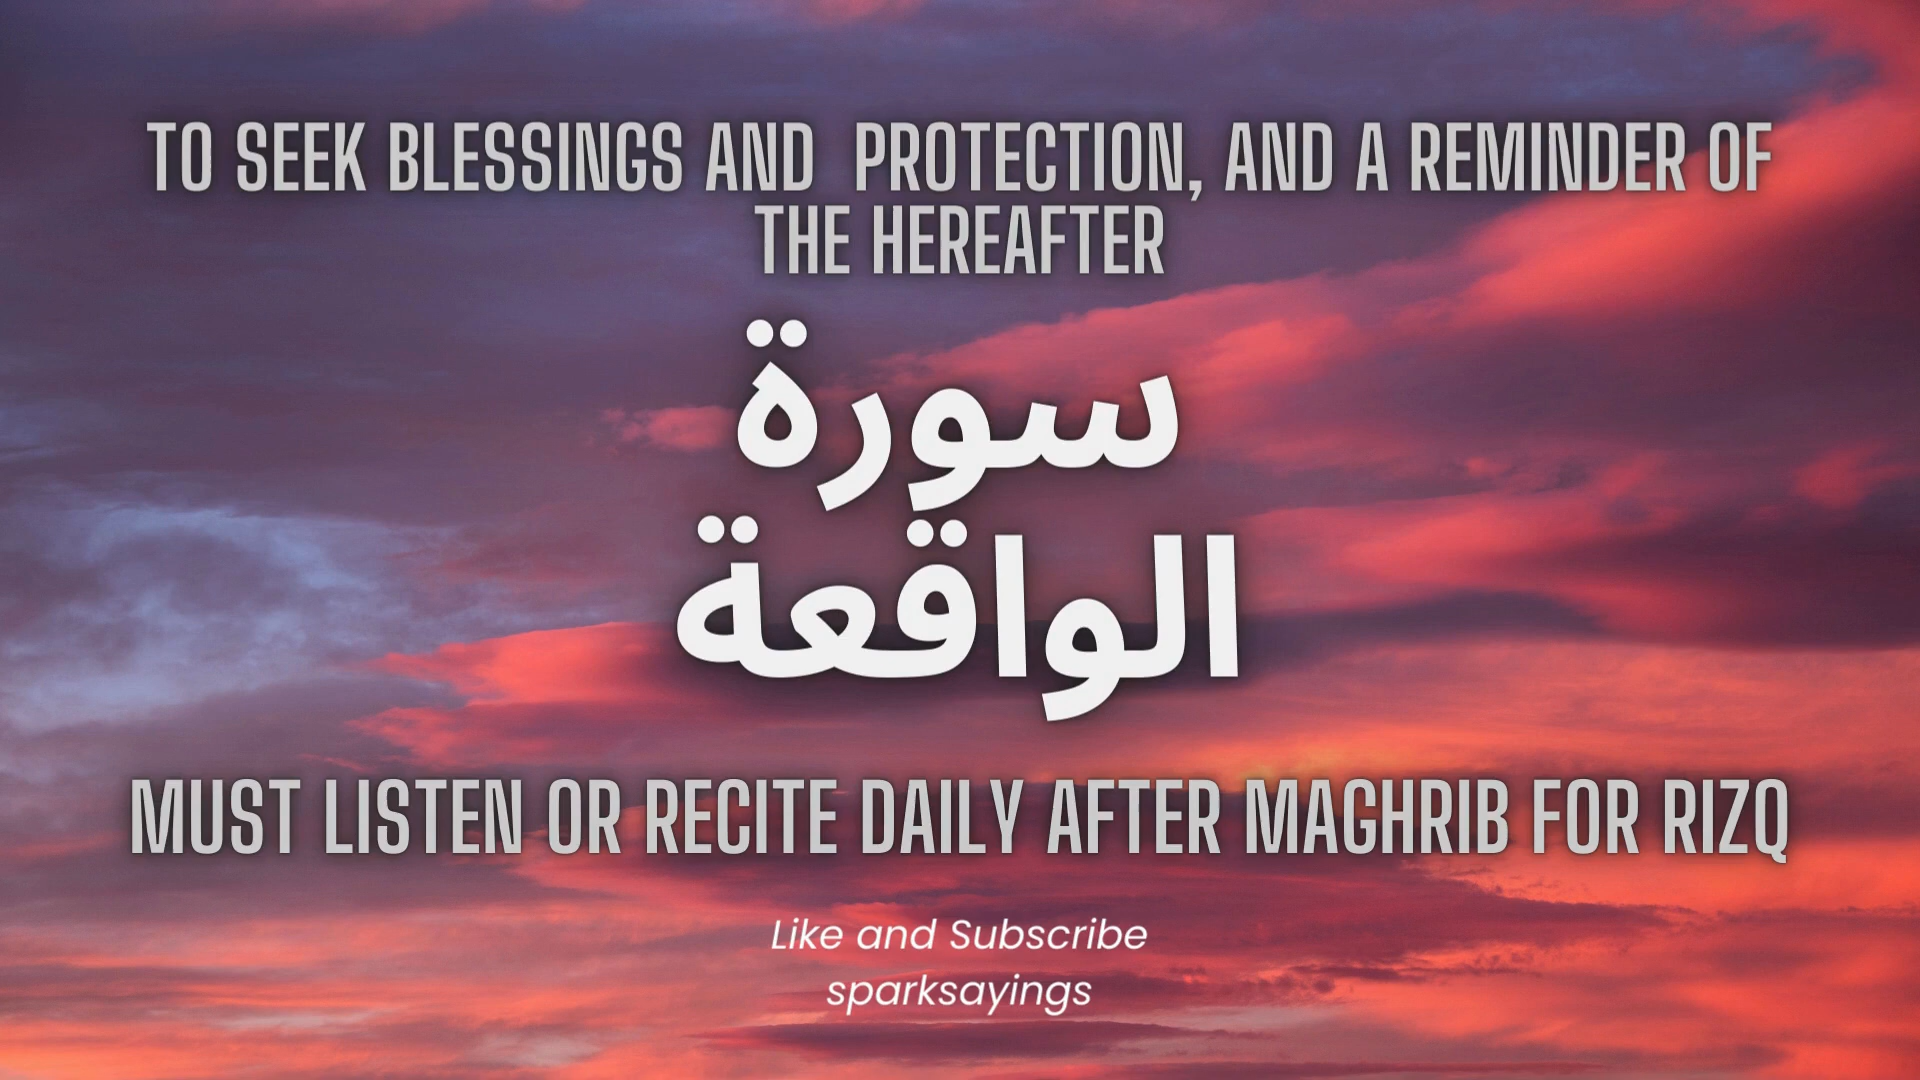 TO SEEK BLESSINGS AND PROTECTION, AND A REMINDER OF
THE HEREAFTER
سورة
الواقعة
MUST LISTEN OR RECITE DAILY AFTER MAGHRIB FOR RIZQ
Like and Subscribe
sparksayings